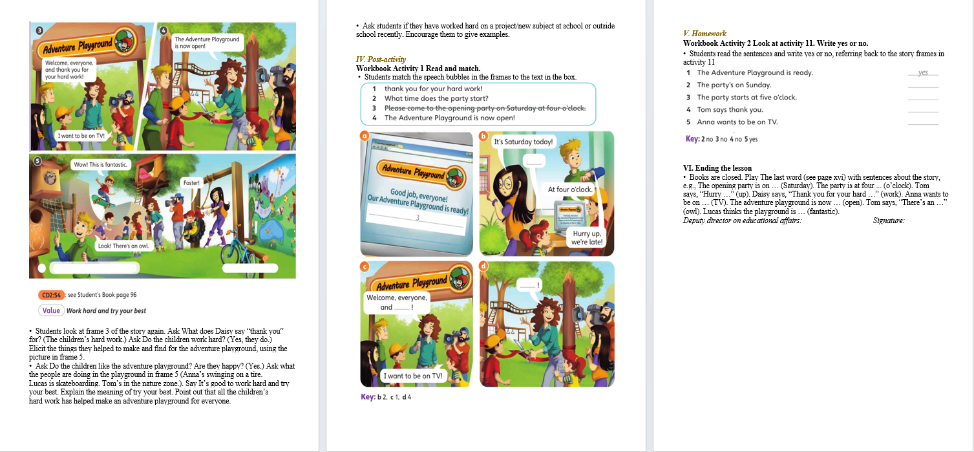 3
4
Adventure Playground
The Adventure Playground
is now open!
Welcome, everyone,
and thank you for
your hard work!
I want to be on TV!
5
Wow! This is fantastic.
Faster!
Look! There's an owl.
CD2:54 : see Student's Book page 96
Value Work hard and try your best
• Students look at frame 3 of the story again. Ask What does Daisy say “thank you”
for? (The children's hard work.) Ask Do the children work hard? (Yes, they do.)
Elicit the things they helped to make and find for the adventure playground, using the
picture in frame 5.
• Ask Do the children like the adventure playground? Are they happy? (Yes.) Ask what
the people are doing in the playground in frame 5 (Anna's swinging on a tire.
Lucas is skateboarding. Tom's in the nature zone.). Say It's good to work hard and try
your best. Explain the meaning of try your best. Point out that all the children's
hard work has helped make an adventure playground for everyone.
• Ask students if they have worked hard on a project/new subject at school or outside
school recently. Encourage them to give examples.
IV. Post-activity
Workbook Activity 1 Read and match.
• Students match the speech bubbles in the frames to the text in the box.
1 thank you for your hard work!
2 What time does the party start?
3 Please come to the opening party on Saturday at four o'clock.
4 The Adventure Playground is now open!
a
Adventure Playground
Good job, everyone!
Our Adventure Playground is ready!
3
b
It's Saturday today!
At four o'clock.
Hurry up,
we're late!
c
Adventure Playground
Welcome, everyone,
and ____ !
I want to be on TV!
d
____ !
Key: b 2, c 1, d 4
V. Homework
Workbook Activity 2 Look at activity 11. Write yes or no.
• Students read the sentences and write yes or no, referring back to the story frames in
activity 11
1 The Adventure Playground is ready. yes
2 The party's on Sunday.
3 The party starts at five o'clock.
4 Tom says thank you.
5 Anna wants to be on TV.
Key: 2 no 3 no 4 no 5 yes
VI. Ending the lesson
• Books are closed. Play The last word (see page xvi) with sentences about the story,
e.g., The opening party is on … (Saturday). The party is at four … (o'clock). Tom
says, “Hurry …” (up). Daisy says, “Thank you for your hard …” (work). Anna wants to
be on … (TV). The adventure playground is now … (open). Tom says, “There's an …”
(owl). Lucas thinks the playground is … (fantastic).
Deputy director on educational affairs: Signature: